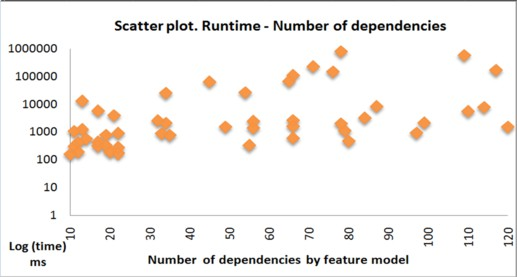 Scatter plot. Runtime - Number of dependencies
1000000
100000
10000
1000
100
10
1
10 20 30 40 50 60 70 80 90 100 110 120
Log (time)
ms
Number of dependencies by feature model